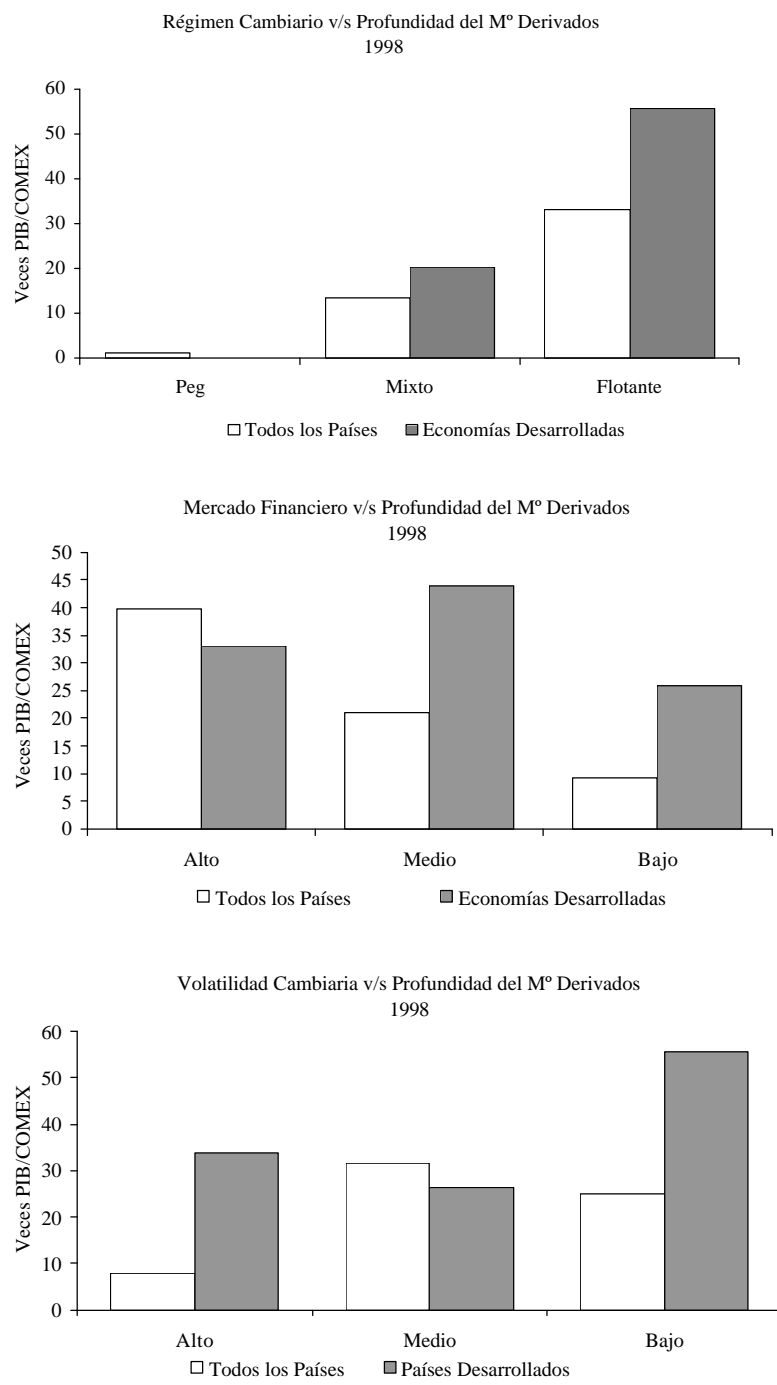 Régimen Cambiario v/s Profundidad del Mº Derivados
1998
Veces PIB/COMEX
60
50
40
30
20
10
0
Peg Mixto Flotante
Todos los Países Economías Desarrolladas
Mercado Financiero v/s Profundidad del Mº Derivados
1998
Veces PIB/COMEX
50
45
40
35
30
25
20
15
10
5
0
Alto Medio Bajo
Todos los Países Economías Desarrolladas
Volatilidad Cambiaria v/s Profundidad del Mº Derivados
1998
Veces PIB/COMEX
60
50
40
30
20
10
0
Alto Medio Bajo
Todos los Países Países Desarrollados